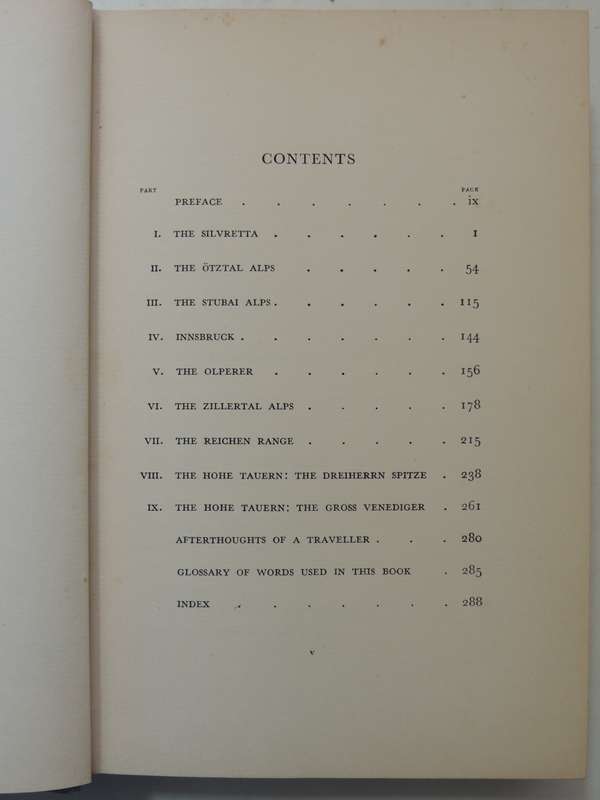 CONTENTS
PART PAGE
PREFACE . . . . . . . ix
I. THE SILVRETTA . . . . . . 1
II. THE ÖTZTAL ALPS . . . . . 54
III. THE STUBAI ALPS . . . . . . 115
IV. INNSBRUCK . . . . . . . 144
V. THE OLPERER . . . . . . 156
VI. THE ZILLERTAL ALPS . . . . . 178
VII. THE REICHEN RANGE . . . . . 215
VIII. THE HOHE TAUERN: THE DREIHERRN SPITZE . 238
IX. THE HOHE TAUERN: THE GROSS VENEDIGER . 261
AFTERTHOUGHTS OF A TRAVELLER . . . 280
GLOSSARY OF WORDS USED IN THIS BOOK . 285
INDEX . . . . . . . 288
v